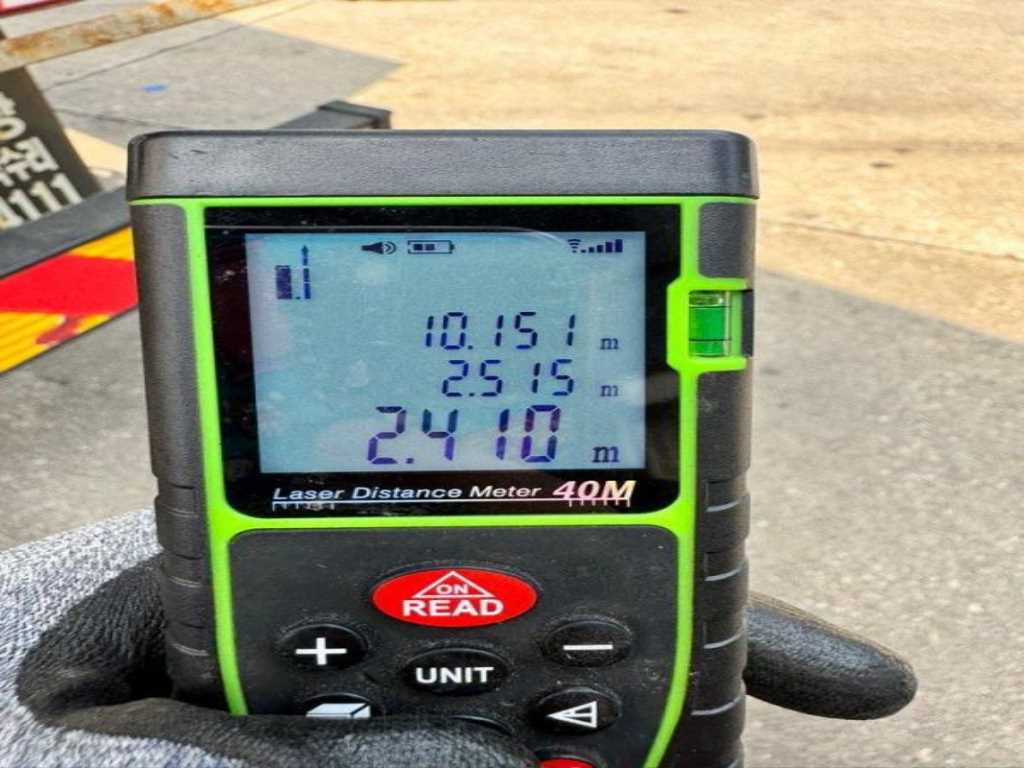 10.151 m
2.515 m
2.410 m
Laser Distance Meter 40M
ON
READ
+
−
UNIT